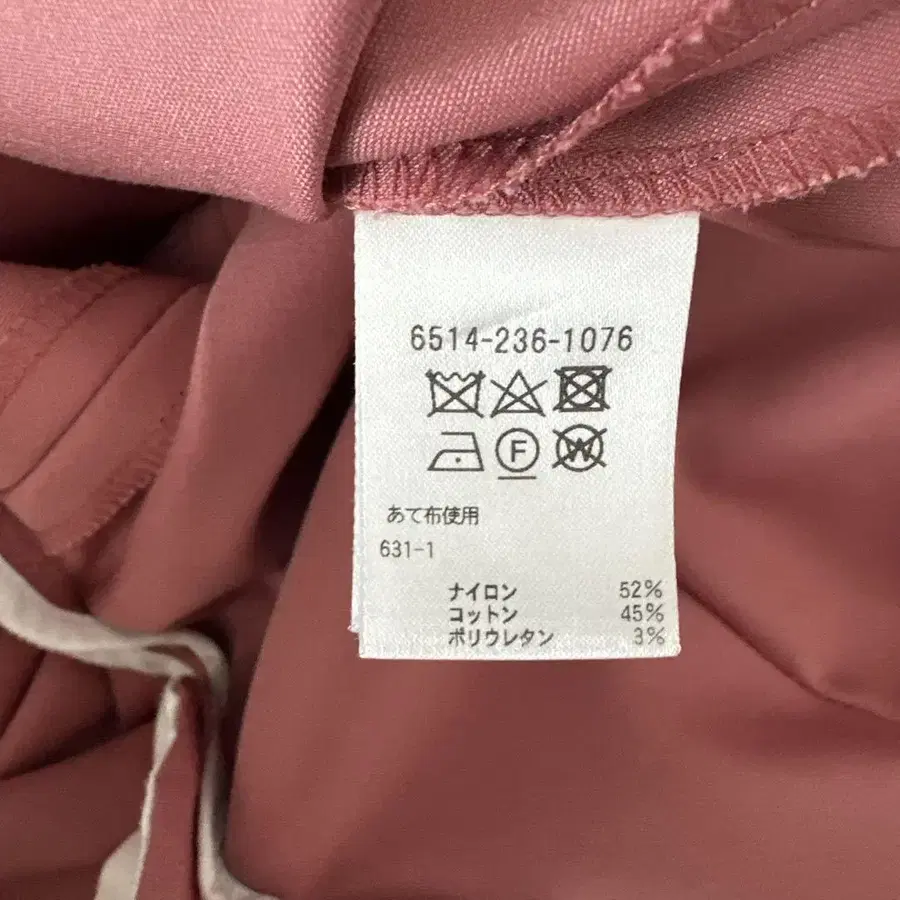 6514-236-1076
F W
あて布使用
631-1
ナイロン 52%
コットン 45%
ポリウレタン 3%